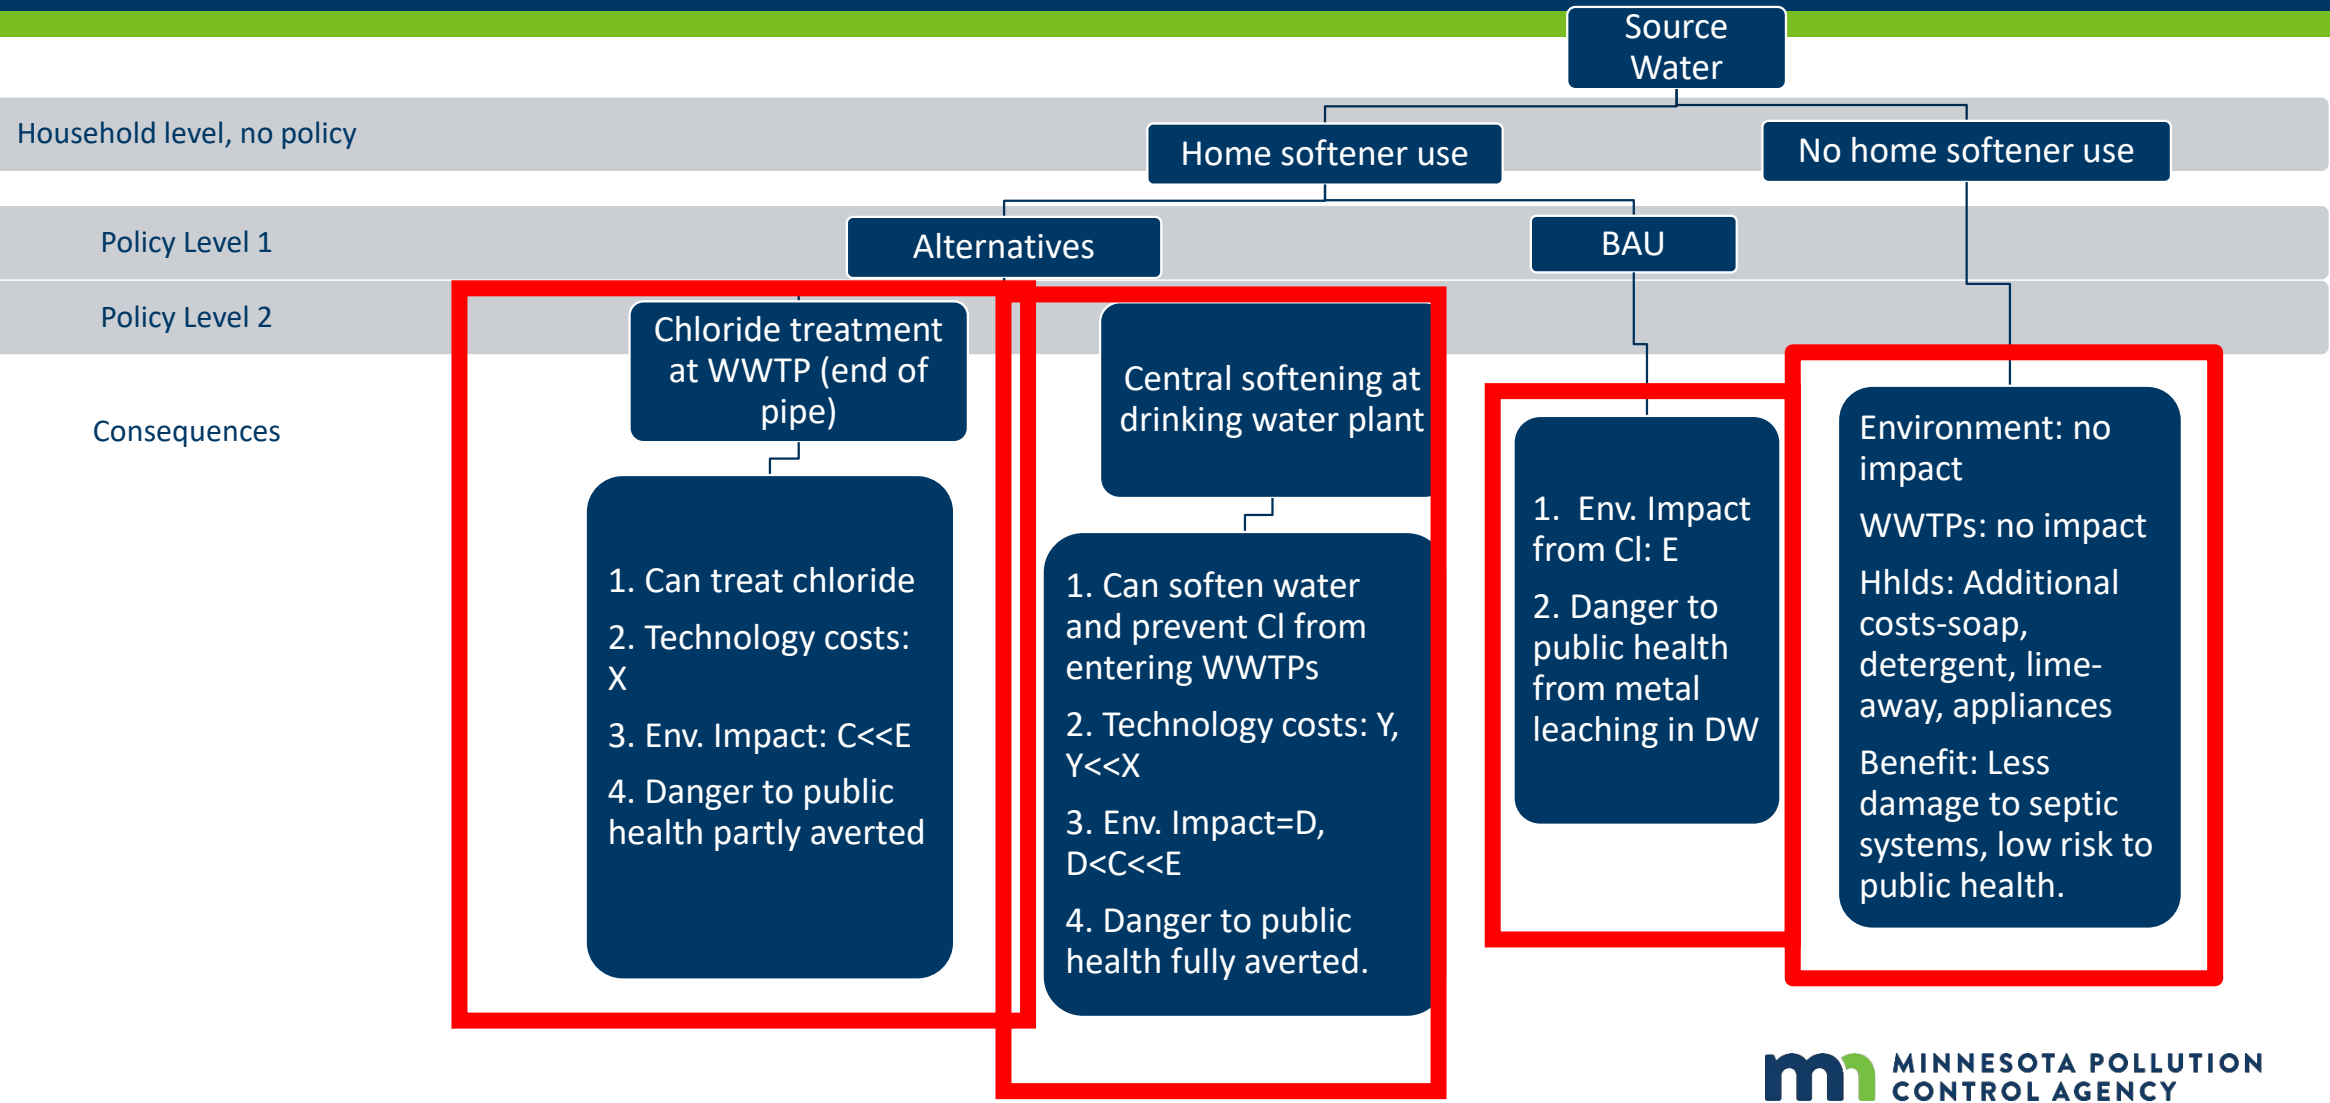 Source
Water
Household level, no policy
Home softener use
No home softener use
Policy Level 1
Alternatives
BAU
Policy Level 2
Chloride treatment
at WWTP (end of
pipe)
Central softening at
drinking water plant
Consequences
1. Can treat chloride
2. Technology costs:
X
3. Env. Impact: C<<E
4. Danger to public
health partly averted
1. Can soften water
and prevent Cl from
entering WWTPs
2. Technology costs: Y,
Y<<X
3. Env. Impact=D,
D<C<<E
4. Danger to public
health fully averted.
1. Env. Impact
from Cl: E
2. Danger to
public health
from metal
leaching in DW
Environment: no
impact
WWTPs: no impact
Hhlds: Additional
costs-soap,
detergent, lime-
away, appliances
Benefit: Less
damage to septic
systems, low risk to
public health.
mn MINNESOTA POLLUTION
CONTROL AGENCY